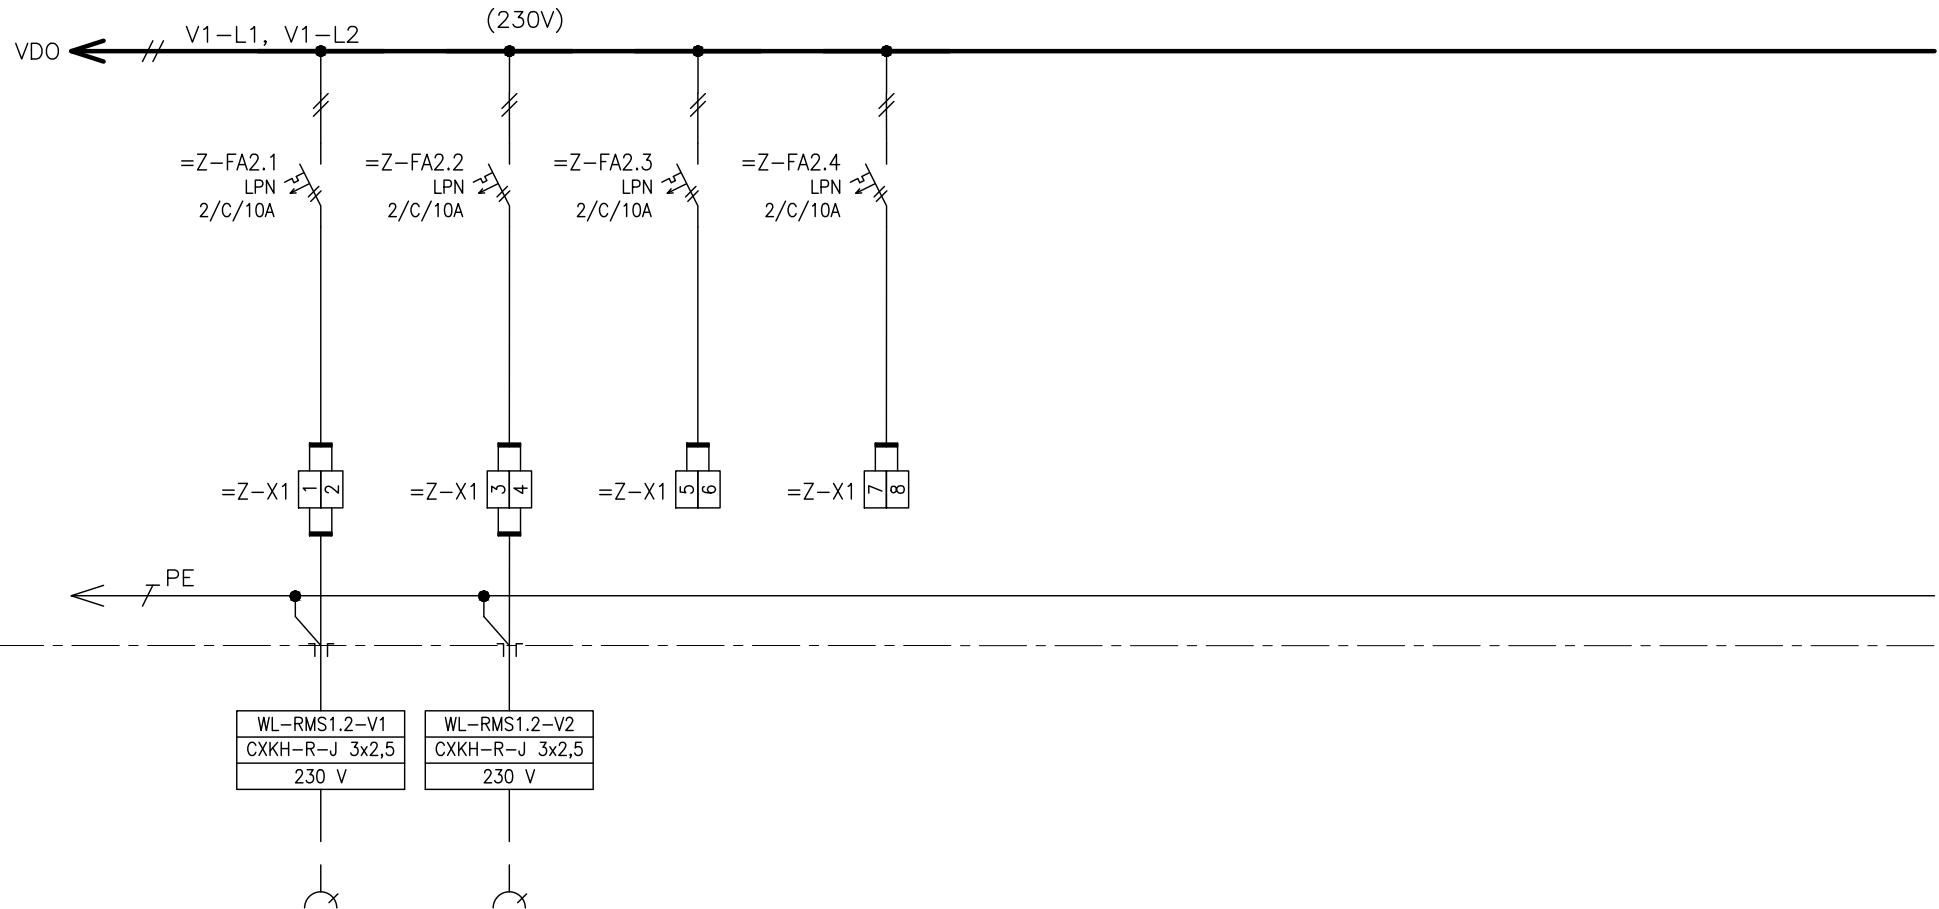 (230V)
V1-L1, V1-L2
VDO
=Z-FA2.1
LPN
2/C/10A
=Z-FA2.2
LPN
2/C/10A
=Z-FA2.3
LPN
2/C/10A
=Z-FA2.4
LPN
2/C/10A
=Z-X1 1 2
=Z-X1 3 4
=Z-X1 5 6
=Z-X1 7 8
PE
WL-RMS1.2-V1
CXKH-R-J 3x2,5
230 V
WL-RMS1.2-V2
CXKH-R-J 3x2,5
230 V